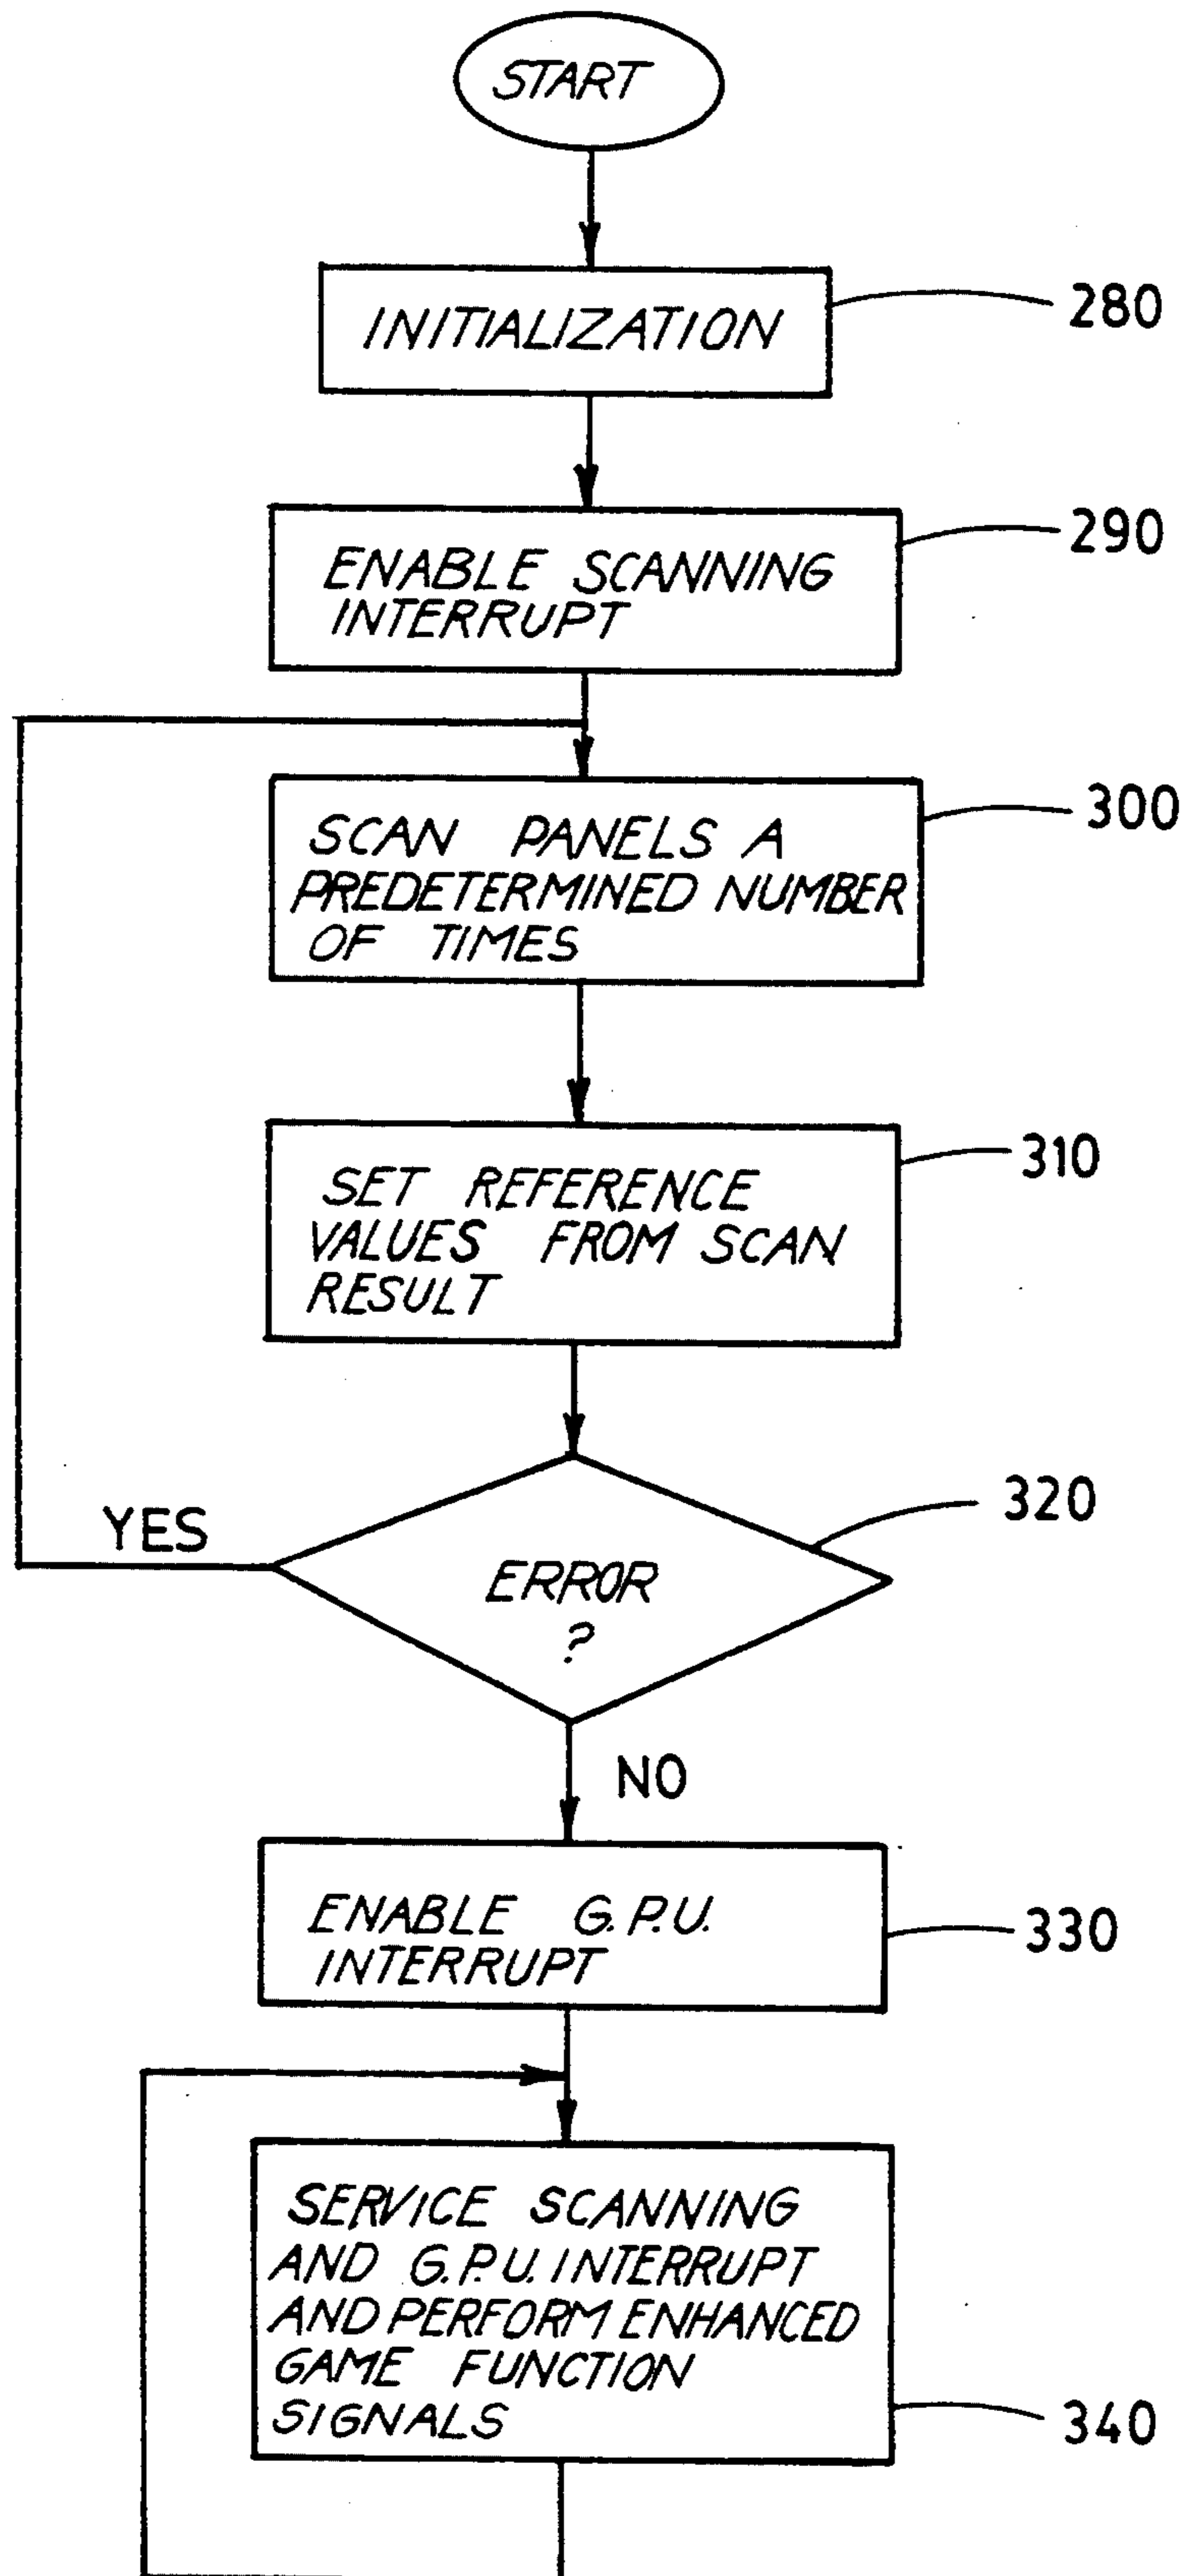 START
INITIALIZATION
280
ENABLE SCANNING
INTERRUPT
290
SCAN PANELS A
PREDETERMINED NUMBER
OF TIMES
300
SET REFERENCE
VALUES FROM SCAN
RESULT
310
ERROR
?
320
YES
NO
ENABLE G.P.U.
INTERRUPT
330
SERVICE SCANNING
AND G.P.U. INTERRUPT
AND PERFORM ENHANCED
GAME FUNCTION
SIGNALS
340